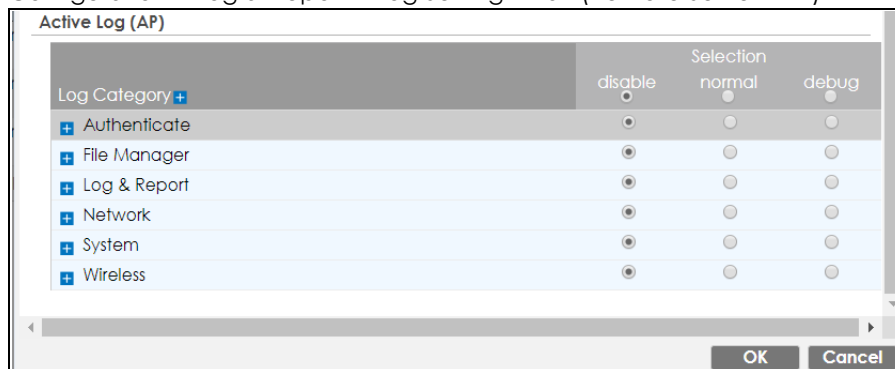 Active Log (AP)
Selection
Log Category disable normal debug
Authenticate
File Manager
Log & Report
Network
System
Wireless
OK Cancel